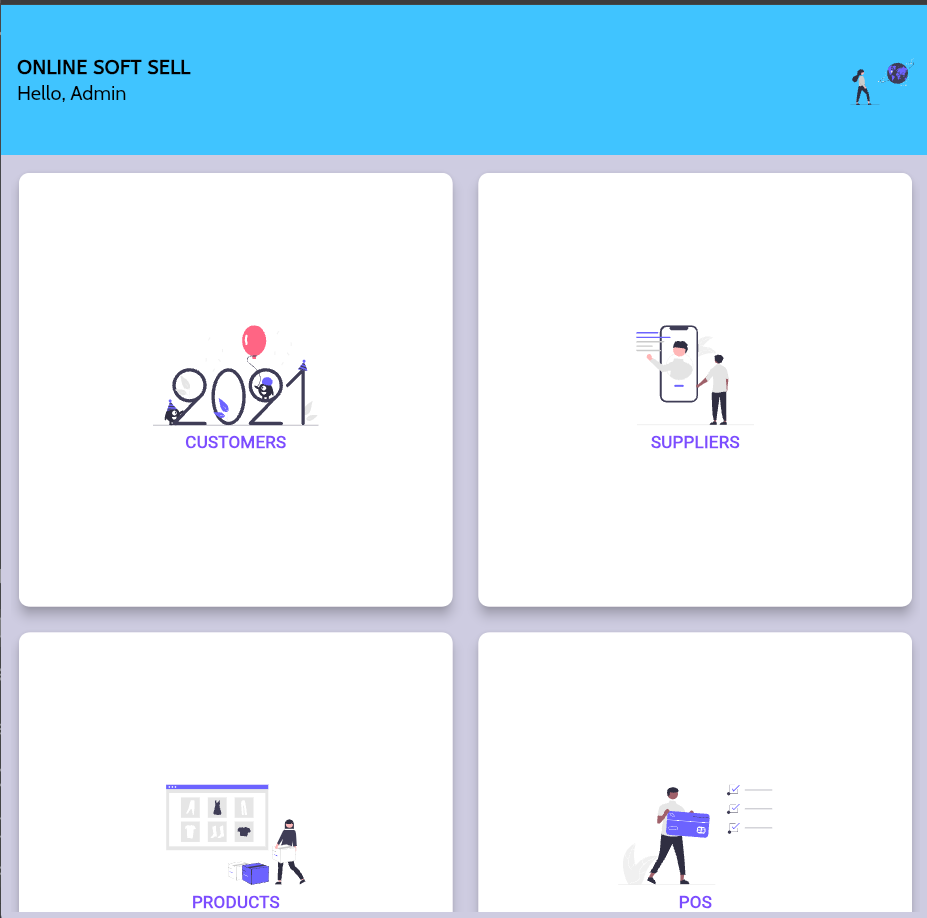 ONLINE SOFT SELL
Hello, Admin
2021
CUSTOMERS
SUPPLIERS
PRODUCTS
POS